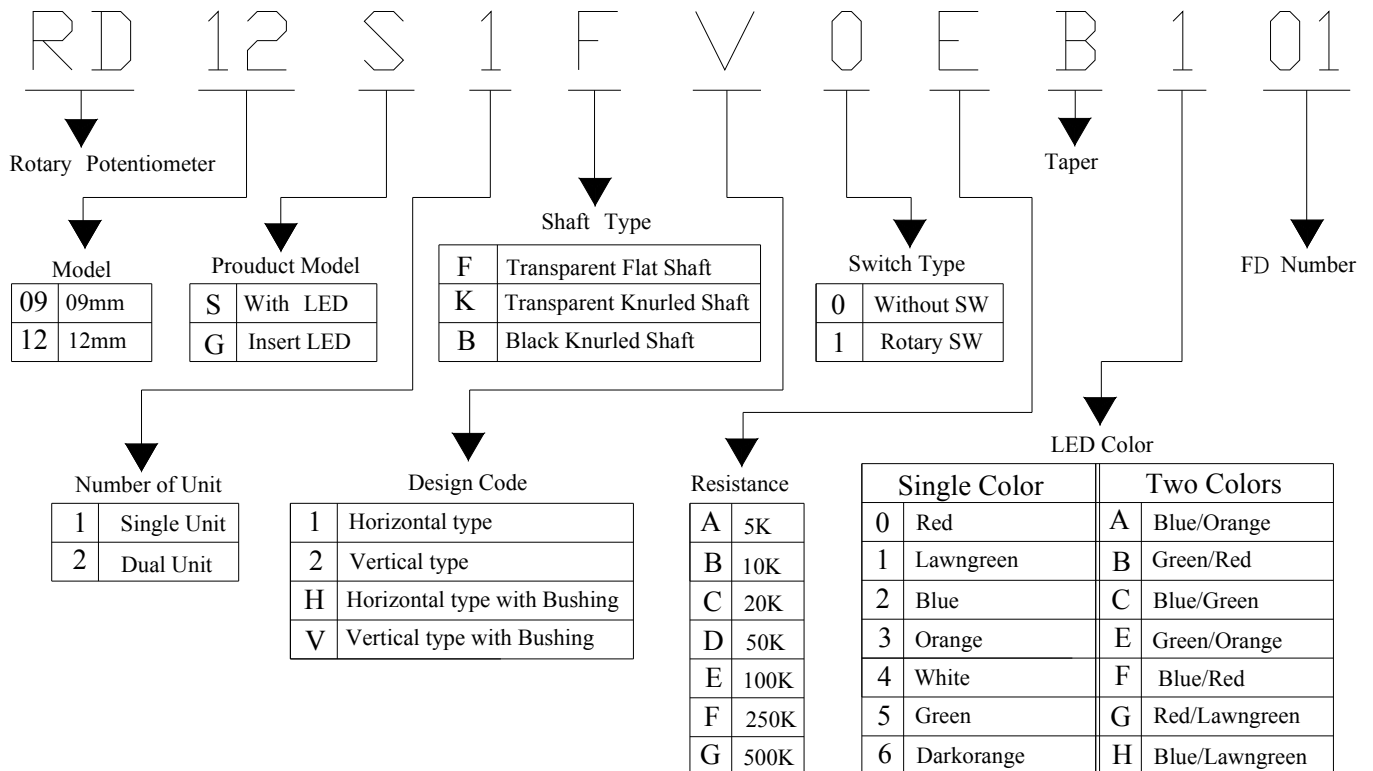 RD 12 S 1 F V 0 E B 1 01
Rotary Potentiometer
Taper
Model
09 09mm
12 12mm
Prouduct Model
S With LED
G Insert LED
Shaft Type
F Transparent Flat Shaft
K Transparent Knurled Shaft
B Black Knurled Shaft
Switch Type
0 Without SW
1 Rotary SW
FD Number
Number of Unit
1 Single Unit
2 Dual Unit
Design Code
1 Horizontal type
2 Vertical type
H Horizontal type with Bushing
V Vertical type with Bushing
Resistance
A 5K
B 10K
C 20K
D 50K
E 100K
F 250K
G 500K
LED Color
Single Color Two Colors
0 Red A Blue/Orange
1 Lawngreen B Green/Red
2 Blue C Blue/Green
3 Orange E Green/Orange
4 White F Blue/Red
5 Green G Red/Lawngreen
6 Darkorange H Blue/Lawngreen